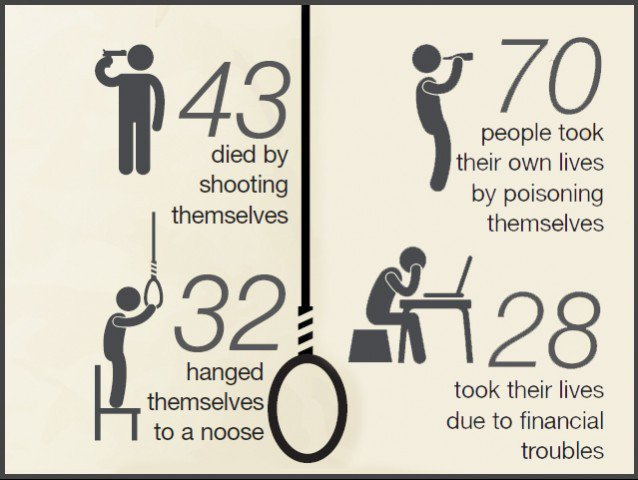 43
died by
shooting
themselves
70
people took
their own lives
by poisoning
themselves
32
hanged
themselves
to a noose
28
took their lives
due to financial
troubles